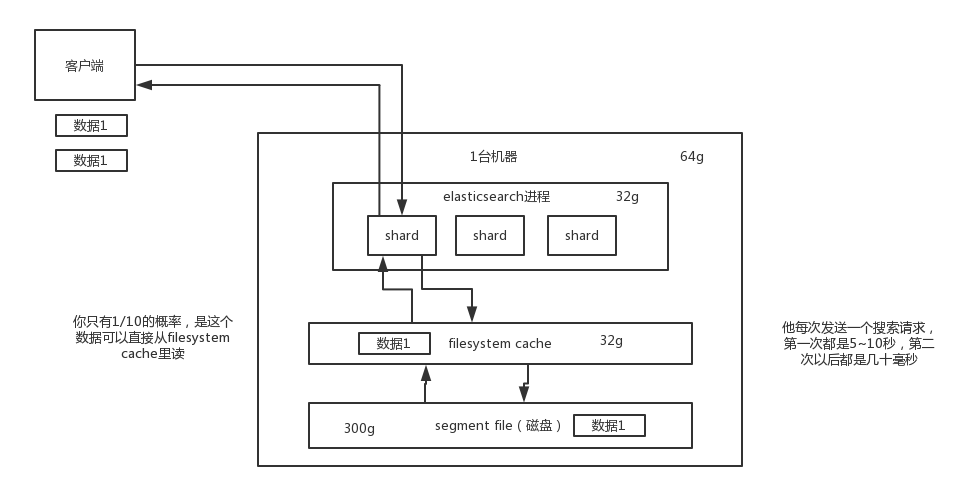 客户端
数据1
数据1
1台机器 64g
elasticsearch进程 32g
shard shard shard
你只有1/10的概率，是这个
数据可以直接从filesystem
cache里读
数据1 filesystem cache 32g
他每次发送一个搜索请求，
第一次都是5~10秒，第二
次以后都是几十毫秒
300g segment file（磁盘） 数据1